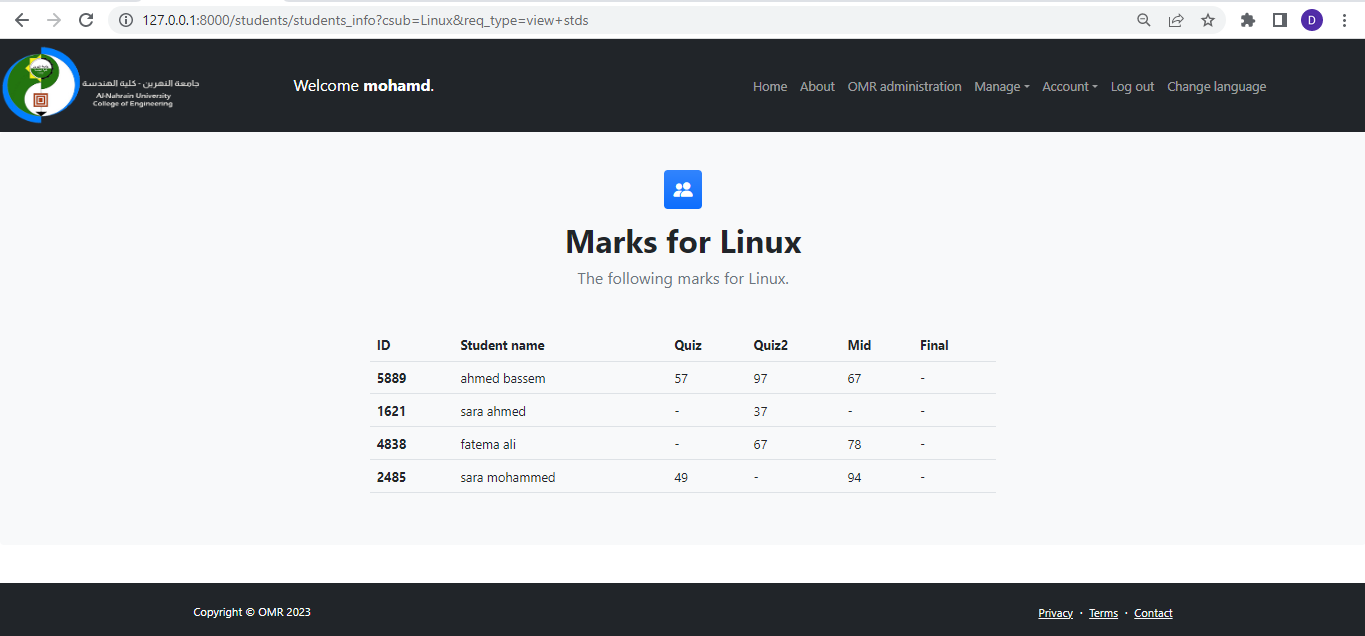 127.0.0.1:8000/students/students_info?csub=Linux&req_type=view+stds
D
جامعة النهرين - كلية الهندسة
Al-Nahrain University
College of Engineering
Welcome mohamd.
Home About OMR administration Manage Account Log out Change language
Marks for Linux
The following marks for Linux.
ID Student name Quiz Quiz2 Mid Final
5889 ahmed bassem 57 97 67 -
1621 sara ahmed - 37 - -
4838 fatema ali - 67 78 -
2485 sara mohammed 49 - 94 -
Copyright © OMR 2023
Privacy · Terms · Contact